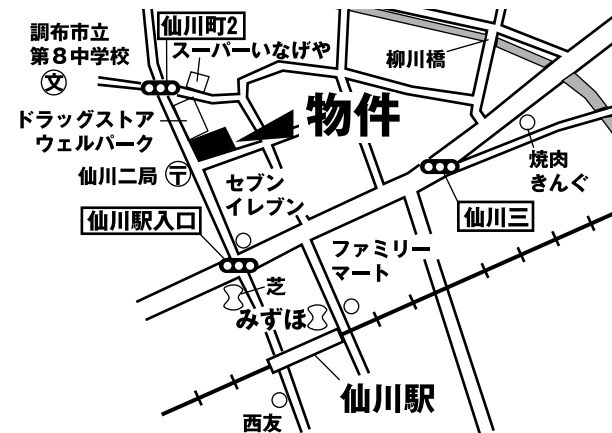 調布市立
第8中学校
文
仙川町2
スーパーいなげや
柳川橋
ドラッグストア
ウェルパーク
物件
仙川二局
〒
セブン
イレブン
焼肉
きんぐ
仙川駅入口
仙川三
ファミリー
マート
芝
みずほ
仙川駅
西友